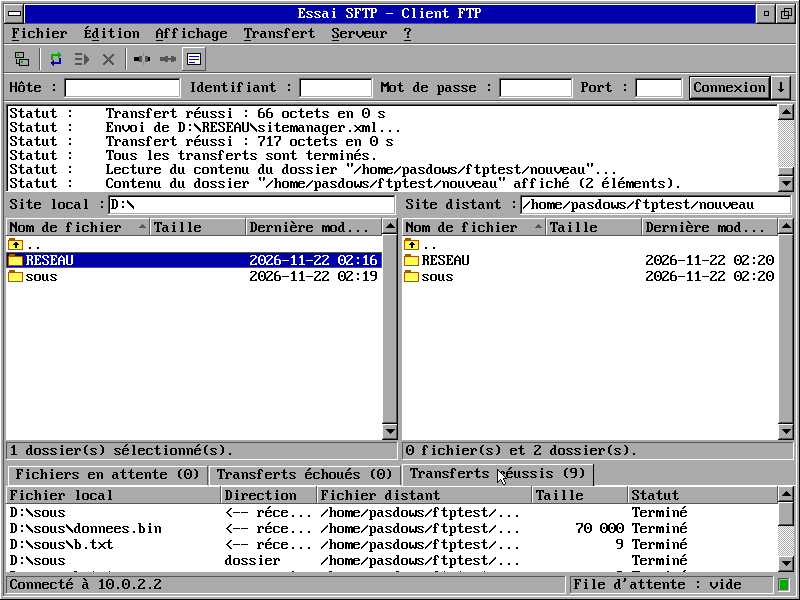 Essai SFTP - Client FTP
Fichier Édition Affichage Transfert Serveur ?
Hôte : Identifiant : Mot de passe : Port : Connexion ↓
Statut : Transfert réussi : 66 octets en 0 s
Statut : Envoi de D:\RESEAU\sitemanager.xml...
Statut : Transfert réussi : 717 octets en 0 s
Statut : Tous les transferts sont terminés.
Statut : Lecture du contenu du dossier "/home/pasdows/ftptest/nouveau"...
Statut : Contenu du dossier "/home/pasdows/ftptest/nouveau" affiché (2 éléments).
Site local : D:\ Site distant : /home/pasdows/ftptest/nouveau
Nom de fichier Taille Dernière mod... Nom de fichier Taille Dernière mod...
.. ..
RESEAU 2026-11-22 02:16 RESEAU 2026-11-22 02:20
sous 2026-11-22 02:19 sous 2026-11-22 02:20
1 dossier(s) sélectionné(s). 0 fichier(s) et 2 dossier(s).
Fichiers en attente (0) Transferts échoués (0) Transferts réussis (9)
Fichier local Direction Fichier distant Taille Statut
D:\sous <-- réce... /home/pasdows/ftptest/... Terminé
D:\sous\donnees.bin <-- réce... /home/pasdows/ftptest/... 70 000 Terminé
D:\sous\b.txt <-- réce... /home/pasdows/ftptest/... 9 Terminé
D:\sous dossier /home/pasdows/ftptest/... Terminé
Connecté à 10.0.2.2 File d'attente : vide